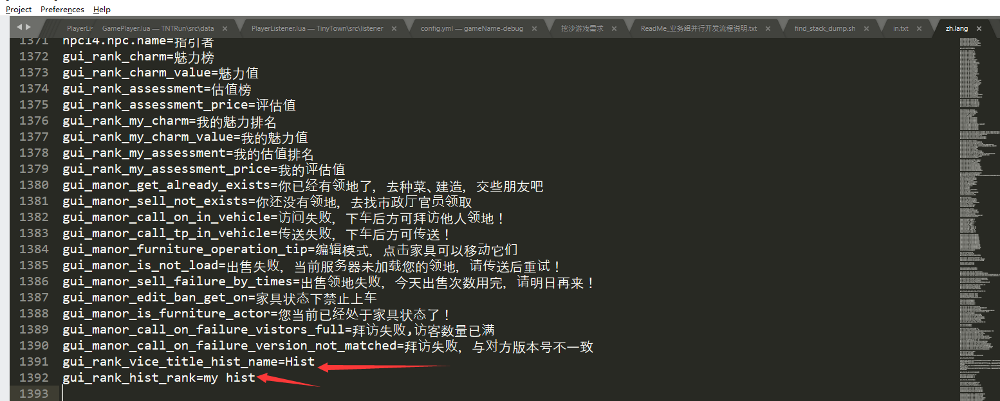 Project Preferences Help
PlayerLi GamePlayer.lua — TNTRun\src\data × PlayerListener.lua — TinyTown\src\listener × config.yml — gameName-debug × 挖沙游戏需求 × ReadMe_业务组并行开发流程说明.txt × find_stack_dump.sh × in.txt × zh.lang ×
1371 npc14.npc.name=指引者
1372 gui_rank_charm=魅力榜
1373 gui_rank_charm_value=魅力值
1374 gui_rank_assessment=估值榜
1375 gui_rank_assessment_price=评估值
1376 gui_rank_my_charm=我的魅力排名
1377 gui_rank_my_charm_value=我的魅力值
1378 gui_rank_my_assessment=我的估值排名
1379 gui_rank_my_assessment_price=我的评估值
1380 gui_manor_get_already_exists=你已经有领地了，去种菜、建造，交些朋友吧
1381 gui_manor_sell_not_exists=你还没有领地，去找市政厅官员领取
1382 gui_manor_call_on_in_vehicle=访问失败，下车后方可拜访他人领地！
1383 gui_manor_call_tp_in_vehicle=传送失败，下车后方可传送！
1384 gui_manor_furniture_operation_tip=编辑模式，点击家具可以移动它们
1385 gui_manor_is_not_load=出售失败，当前服务器未加载您的领地，请传送后重试！
1386 gui_manor_sell_failure_by_times=出售领地失败，今天出售次数用完，请明日再来！
1387 gui_manor_edit_ban_get_on=家具状态下禁止上车
1388 gui_manor_is_furniture_actor=您当前已经处于家具状态了！
1389 gui_manor_call_on_failure_vistors_full=拜访失败,访客数量已满
1390 gui_manor_call_on_failure_version_not_matched=拜访失败，与对方版本号不一致
1391 gui_rank_vice_title_hist_name=Hist
1392 gui_rank_hist_rank=my hist
1393